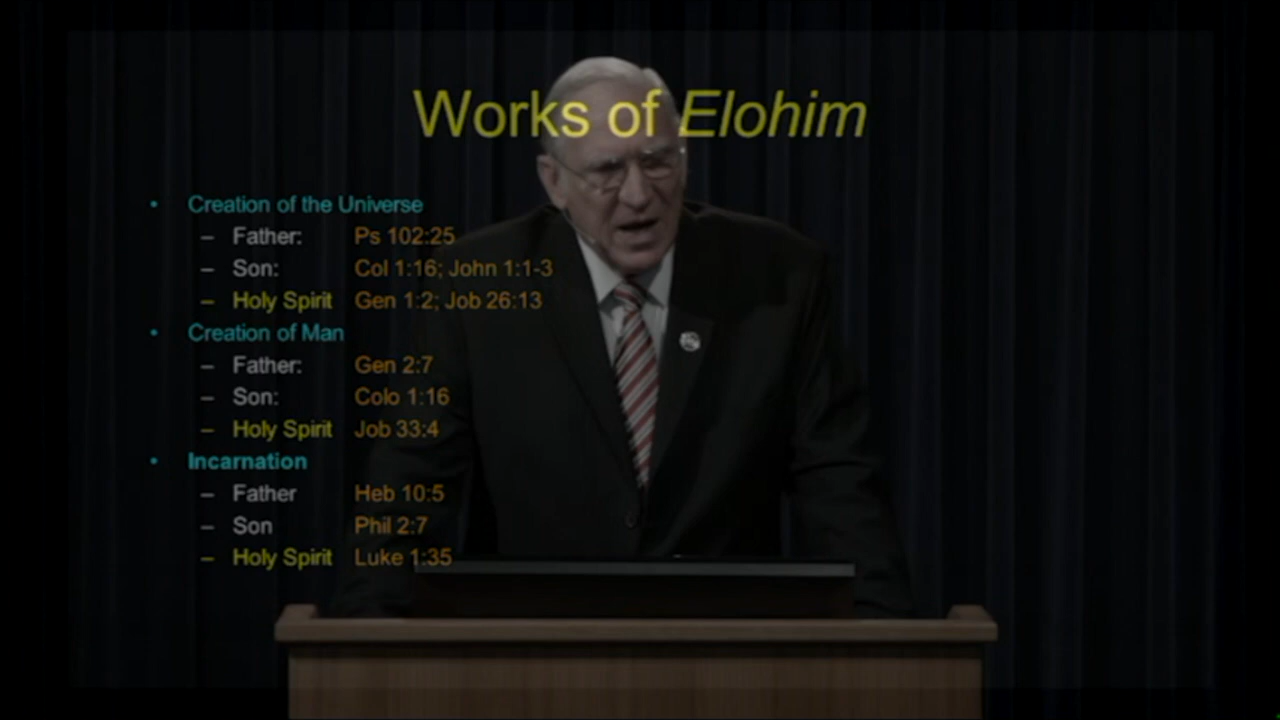 Works of Elohim
• Creation of the Universe
– Father: Ps 102:25
– Son: Col 1:16; John 1:1-3
– Holy Spirit Gen 1:2; Job 26:13
• Creation of Man
– Father: Gen 2:7
– Son: Colo 1:16
– Holy Spirit Job 33:4
• Incarnation
– Father Heb 10:5
– Son Phil 2:7
– Holy Spirit Luke 1:35